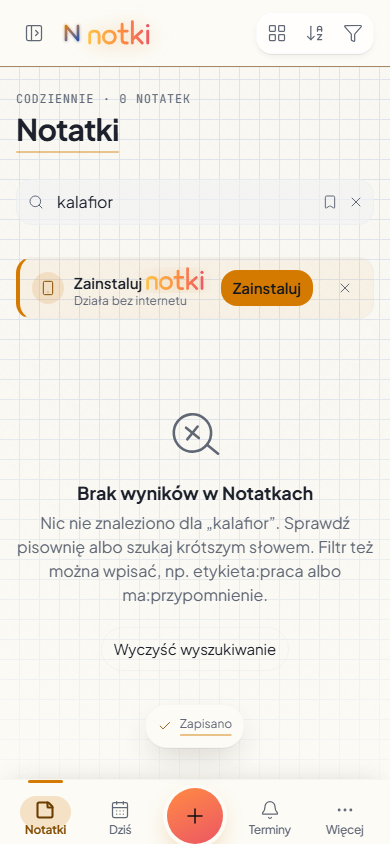 N notki
CODZIENNIE · 0 NOTATEK
Notatki
kalafior
Zainstaluj notki
Działa bez internetu
Zainstaluj
Brak wyników w Notatkach
Nic nie znaleziono dla „kalafior”. Sprawdź
pisownię albo szukaj krótszym słowem. Filtr też
można wpisać, np. etykieta:praca albo
ma:przypomnienie.
Wyczyść wyszukiwanie
Zapisano
Notatki
Dziś
Terminy
Więcej